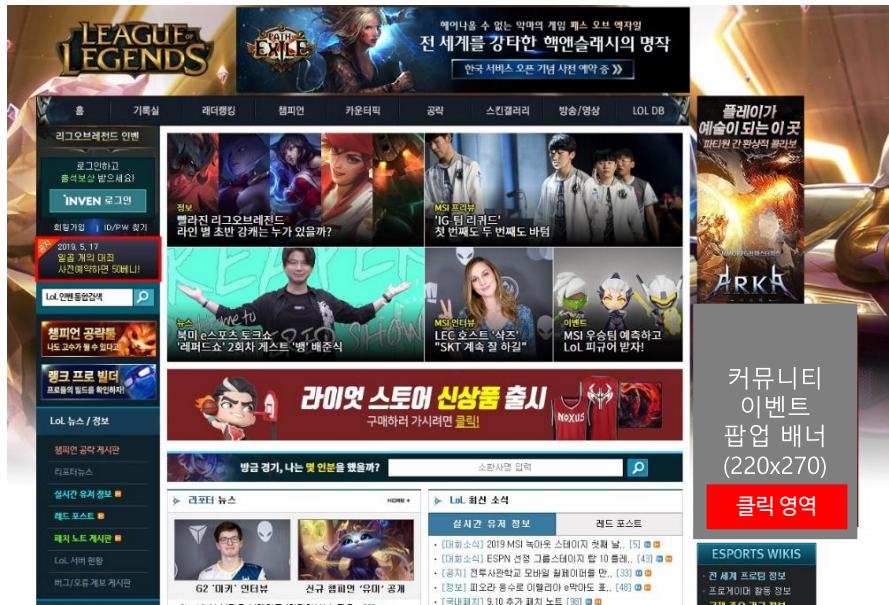 LEAGUE OF
LEGENDS
PATH OF
EXILE
헤어나올 수 없는 악마의 게임 패스 오브 엑자일
전 세계를 강타한 핵앤슬래시의 명작
한국 서비스 오픈 기념 사전 예약 중 》
홈 기록실 래더랭킹 챔피언 카운터픽 공략 스킨갤러리 방송/영상 LOL DB
리그오브레전드 인벤
로그인하고
출석보상 받으세요!
INVEN 로그인
회원가입 ID/PW 찾기
2019. 5. 17
일곱 개의 대죄
사전예약하면 50베니!
LoL 인벤통합검색
챔피언 공략툴
나도 고수가 될 수 있다고!
랭크 프로 빌더
프로들의 빌드를 확인하자!
LoL 뉴스 / 정보
챔피언 공략 게시판
리포터뉴스
실시간 유저 정보
레드 포스트
패치 노트 게시판
LoL 서버 현황
버그/오류 제보 게시판
정보
빨라진 리그오브레전드
라인 별 초반 강캐는 누가 있을까?
MSI 프리뷰
'IG-팀 리퀴드'
첫 번째도 두 번째도 바텀
뉴스
북미 e스포츠 토크쇼
'레퍼드쇼' 2회차 게스트 '뱅' 배준식
MSI 인터뷰
LEC 호스트 '삭즈'
"SKT 계속 잘 하길"
이벤트
MSI 우승팀 예측하고
LoL 피규어 받자!
라이엇 스토어 신상품 출시
구매하러 가시려면 클릭!
NOXUS
방금 경기, 나는 몇 인분을 했을까?
소환사명 입력
리포터 뉴스 MORE +
G2 '미키' 인터뷰
신규 챔피언 '유미' 공개
LoL 최신 소식
실시간 유저 정보 레드 포스트
[대회소식] 2019 MSI 녹아웃 스테이지 첫째 날.. [5]
[대회소식] ESPN 선정 그룹스테이지 탑 10 플레.. [43]
[공지] 전투사관학교 모바일 월페이퍼를 만.. [33]
[정보] 피오라 응수로 이렐리아 e막아도 표.. [48]
[국내패치] 9.10 추가 패치 노트 [98]
플레이가
예술이 되는 이 곳
파티원 간 환상적 콜라보
ARKA
커뮤니티
이벤트
팝업 배너
(220x270)
클릭 영역
ESPORTS WIKIS
전 세계 프로팀 정보
프로게이머 활동 정보